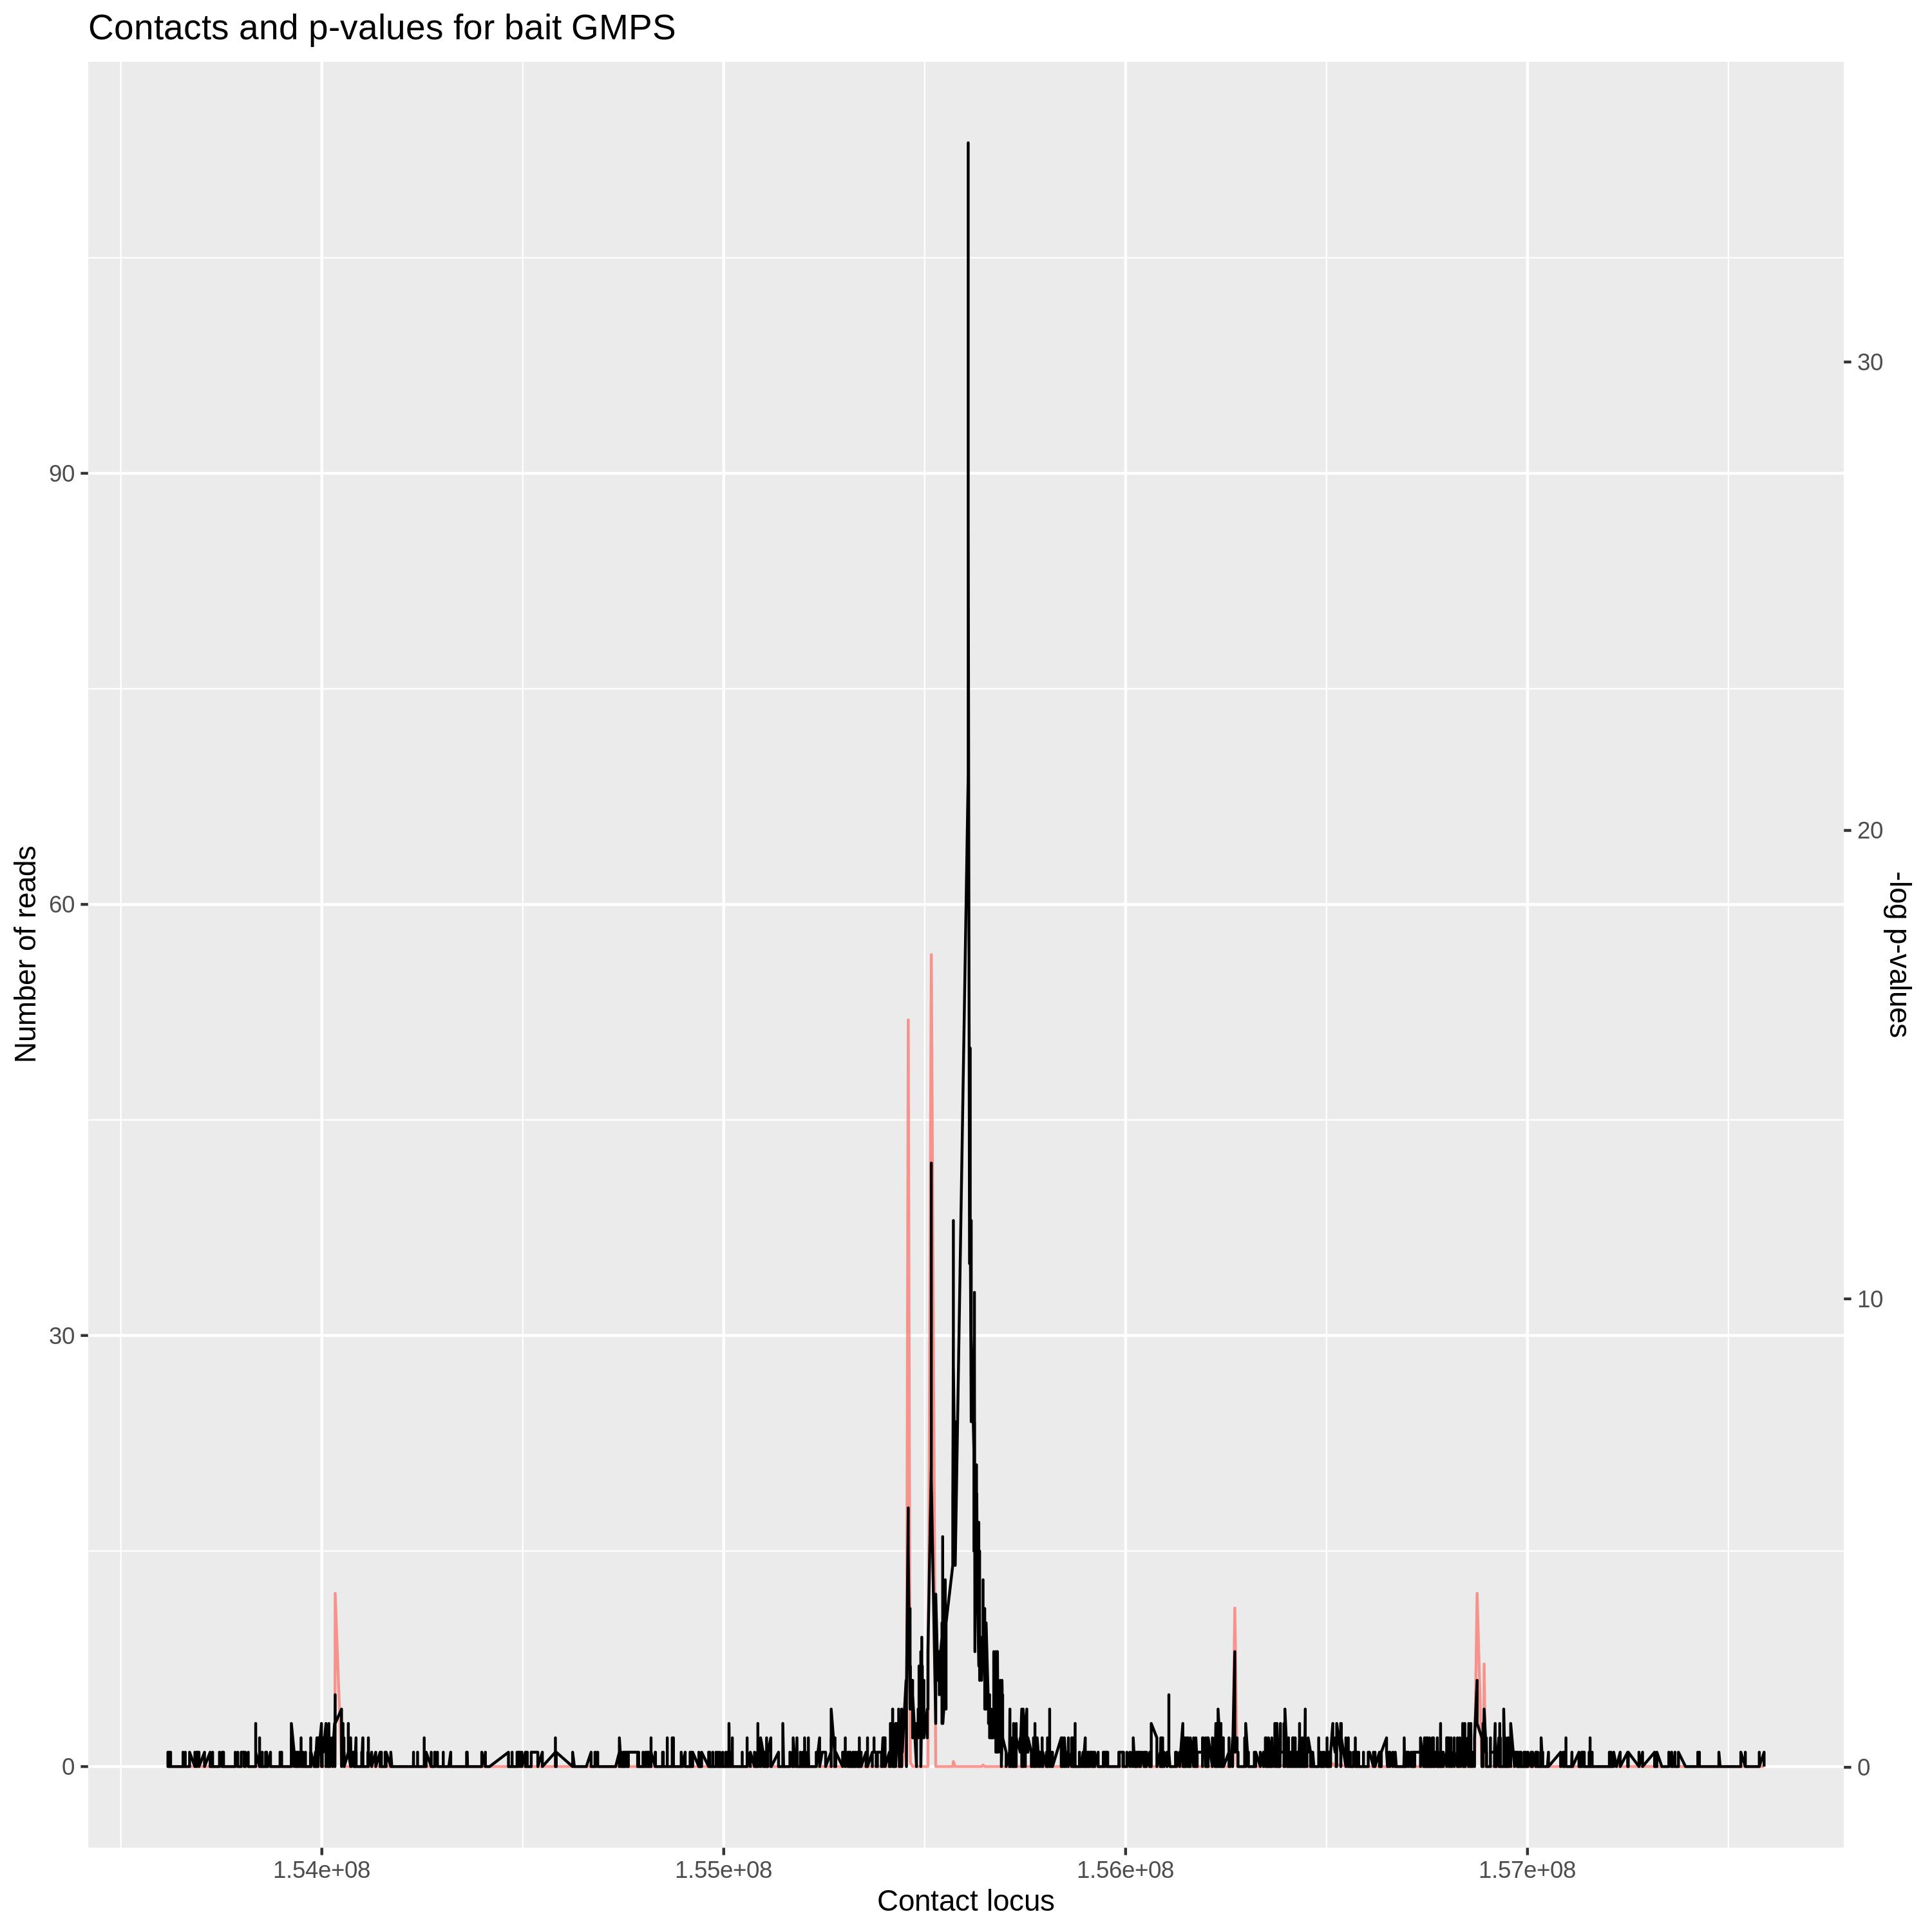 Contacts and p-values for bait GMPS
Number of reads
90
60
30
0
30
20
10
0
-log p-values
1.54e+08
1.55e+08
1.56e+08
1.57e+08
Contact locus